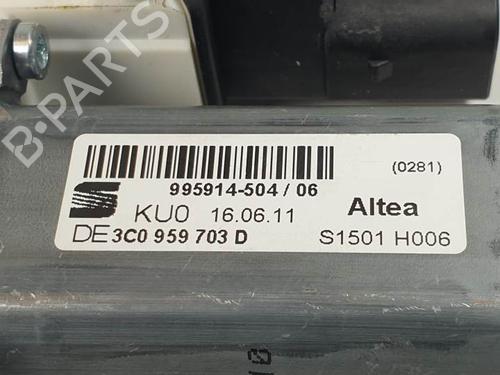 995914-504 / 06
(0281)
KU0 16.06.11
Altea
DE 3C0 959 703 D
S1501 H006
B-PARTS